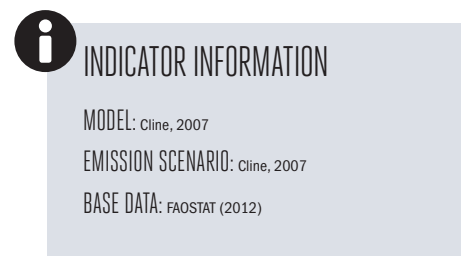 i
INDICATOR INFORMATION
MODEL: Cline, 2007
EMISSION SCENARIO: Cline, 2007
BASE DATA: FAOSTAT (2012)